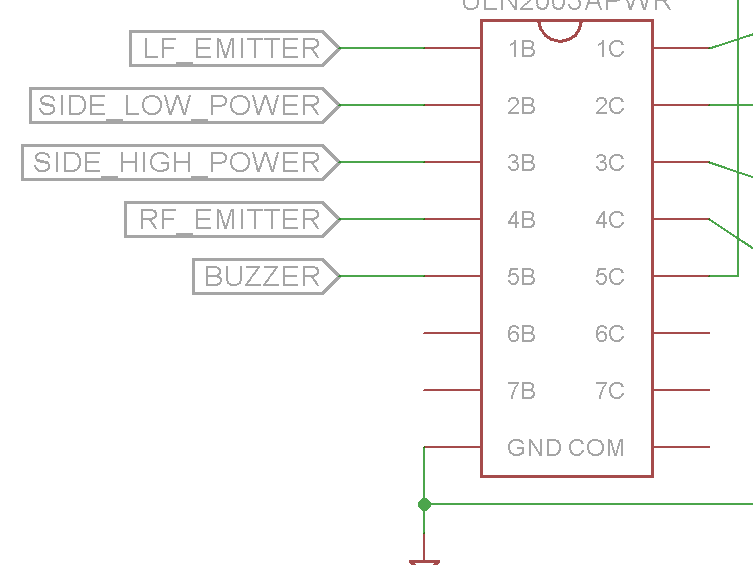 ULN2003APWR
LF_EMITTER 1B 1C
SIDE_LOW_POWER 2B 2C
SIDE_HIGH_POWER 3B 3C
RF_EMITTER 4B 4C
BUZZER 5B 5C
6B 6C
7B 7C
GND COM